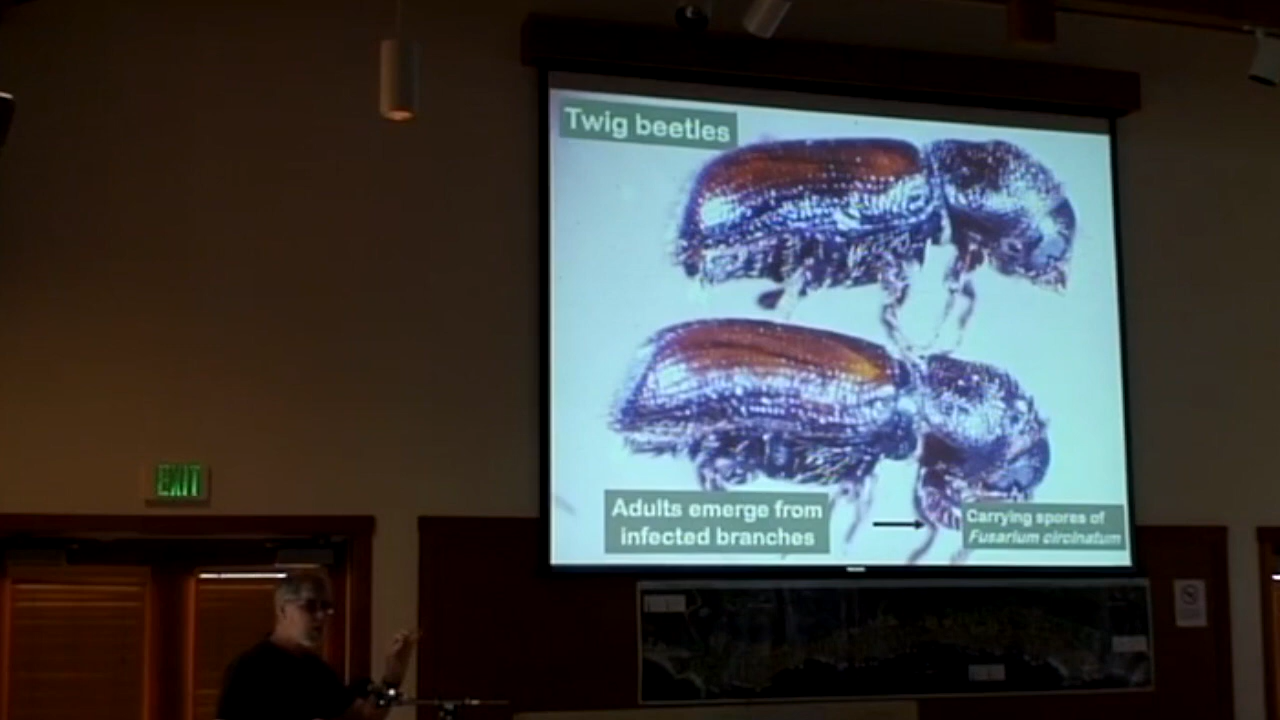 Twig beetles
Adults emerge from
infected branches
Carrying spores of
Fusarium circinatum
EXIT